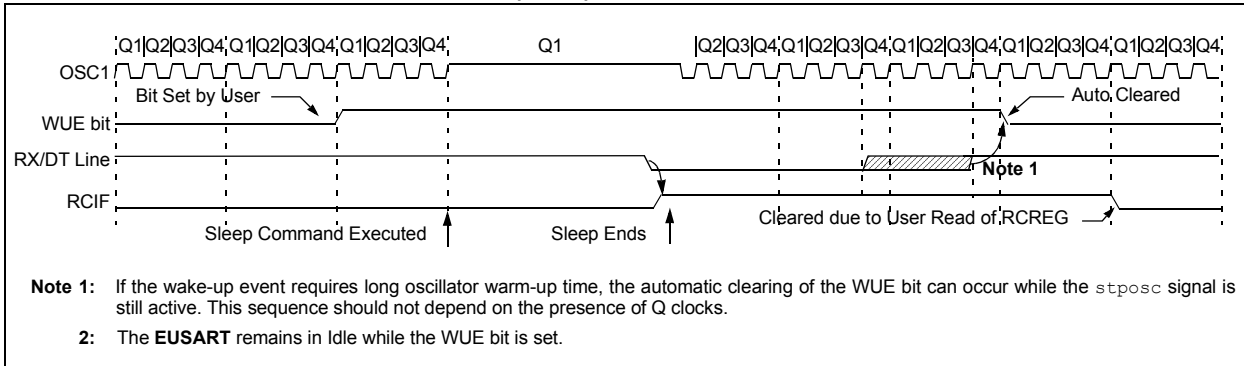 Q1|Q2|Q3|Q4 Q1|Q2|Q3|Q4 Q1|Q2|Q3|Q4 Q1 |Q2|Q3|Q4 Q1|Q2|Q3|Q4 Q1|Q2|Q3|Q4 Q1|Q2|Q3|Q4 Q1|Q2|Q3|Q4
OSC1
Bit Set by User Auto Cleared
WUE bit
RX/DT Line
Note 1
RCIF
Cleared due to User Read of RCREG
Sleep Command Executed Sleep Ends
Note 1: If the wake-up event requires long oscillator warm-up time, the automatic clearing of the WUE bit can occur while the stposc signal is
still active. This sequence should not depend on the presence of Q clocks.
2: The EUSART remains in Idle while the WUE bit is set.